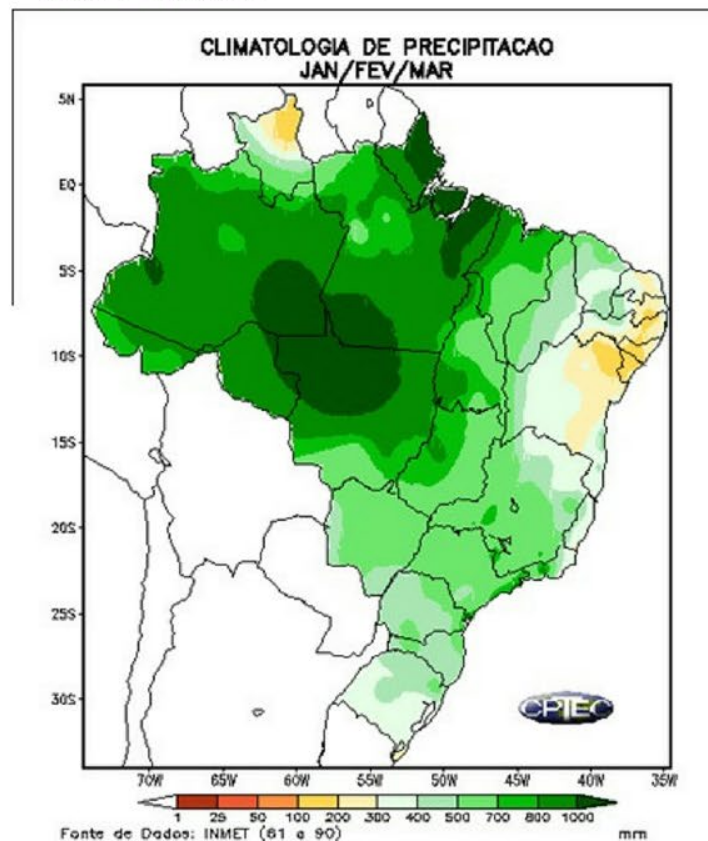 CLIMATOLOGIA DE PRECIPITACAO
JAN/FEV/MAR
5N
EQ
5S
10S
15S
20S
25S
30S
CPTEC
70W 65W 60W 55W 50W 45W 40W 35W
1 25 50 100 200 300 400 500 700 800 1000
Fonte de Dados: INMET (61 a 90) mm